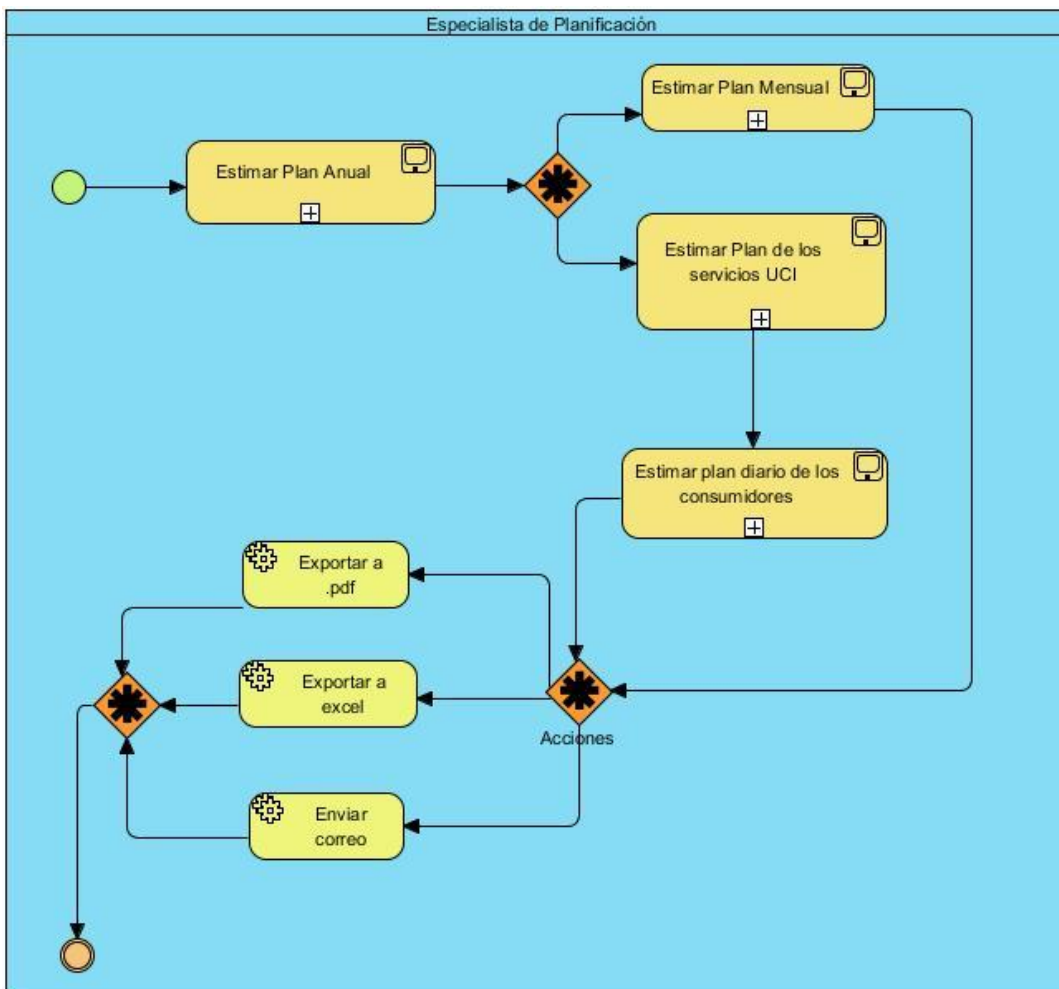 Especialista de Planificación
Estimar Plan Mensual
Estimar Plan Anual
Estimar Plan de los
servicios UCI
Estimar plan diario de los
consumidores
Exportar a
.pdf
Exportar a
excel
Acciones
Enviar
correo